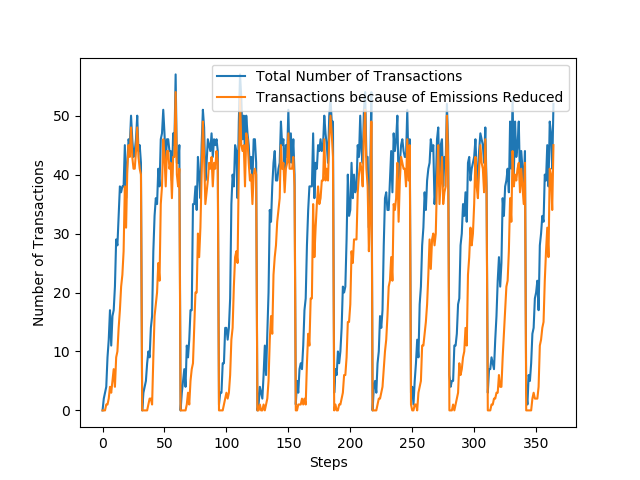 Total Number of Transactions
Transactions because of Emissions Reduced
Number of Transactions
50
40
30
20
10
0
0 50 100 150 200 250 300 350
Steps